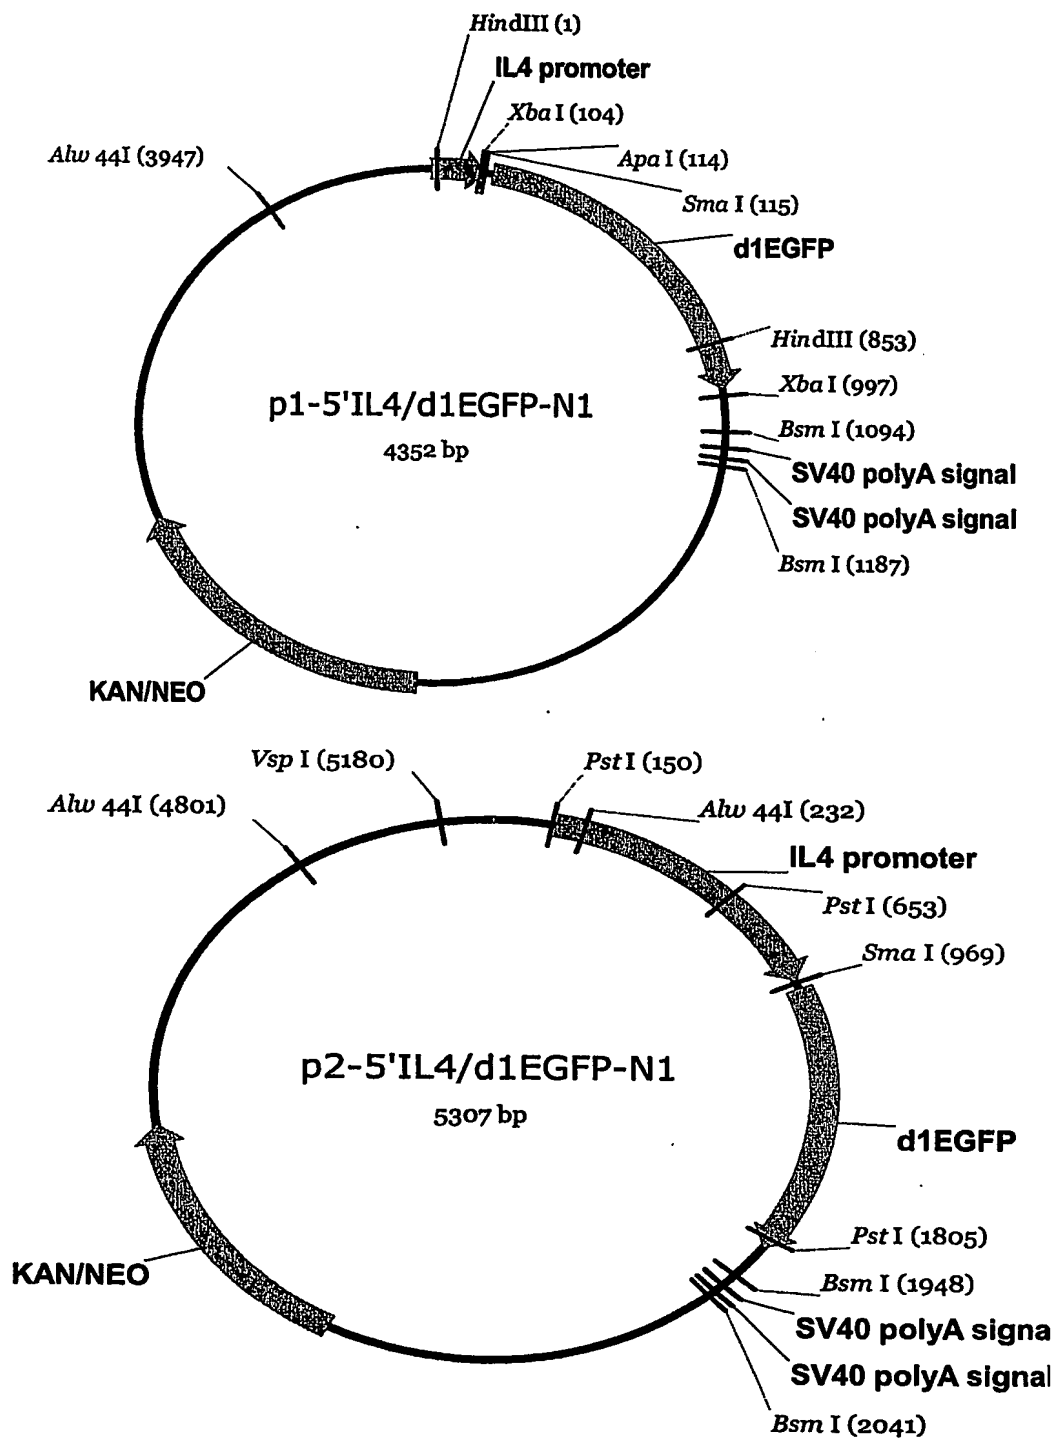 HindIII (1)
IL4 promoter
Xba I (104)
Alw 44I (3947)
Apa I (114)
Sma I (115)
d1EGFP
HindIII (853)
Xba I (997)
p1-5'IL4/d1EGFP-N1
4352 bp
Bsm I (1094)
SV40 polyA signal
SV40 polyA signal
Bsm I (1187)
KAN/NEO
Vsp I (5180)
Pst I (150)
Alw 44I (4801)
Alw 44I (232)
IL4 promoter
Pst I (653)
Sma I (969)
p2-5'IL4/d1EGFP-N1
5307 bp
d1EGFP
Pst I (1805)
KAN/NEO
Bsm I (1948)
SV40 polyA signa
SV40 polyA signal
Bsm I (2041)